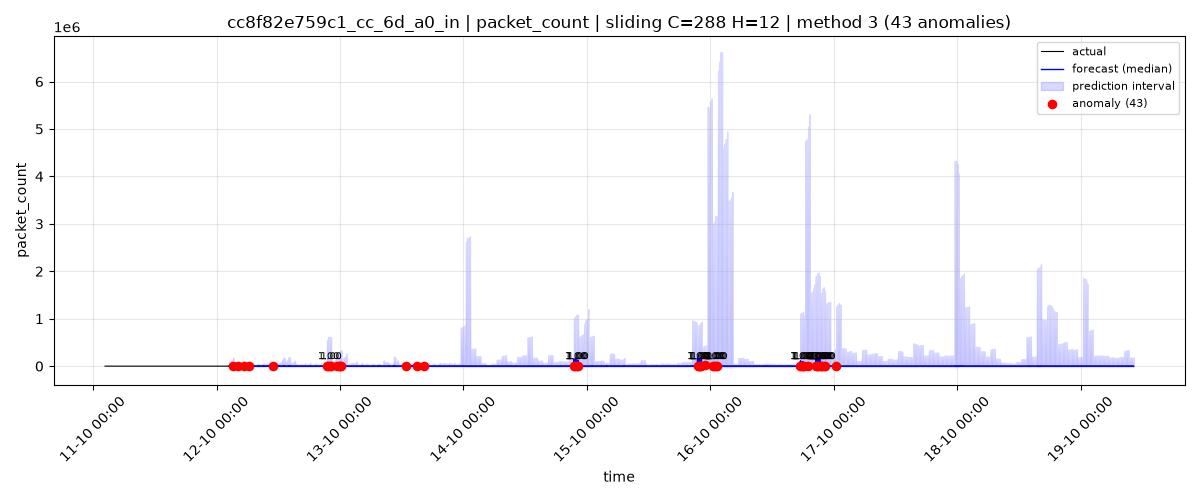 cc8f82e759c1_cc_6d_a0_in | packet_count | sliding C=288 H=12 | method 3 (43 anomalies)
1e6
actual
forecast (median)
prediction interval
anomaly (43)
6
5
4
3
2
1
0
packet_count
11-10 00:00
12-10 00:00
13-10 00:00
14-10 00:00
15-10 00:00
16-10 00:00
17-10 00:00
18-10 00:00
19-10 00:00
time